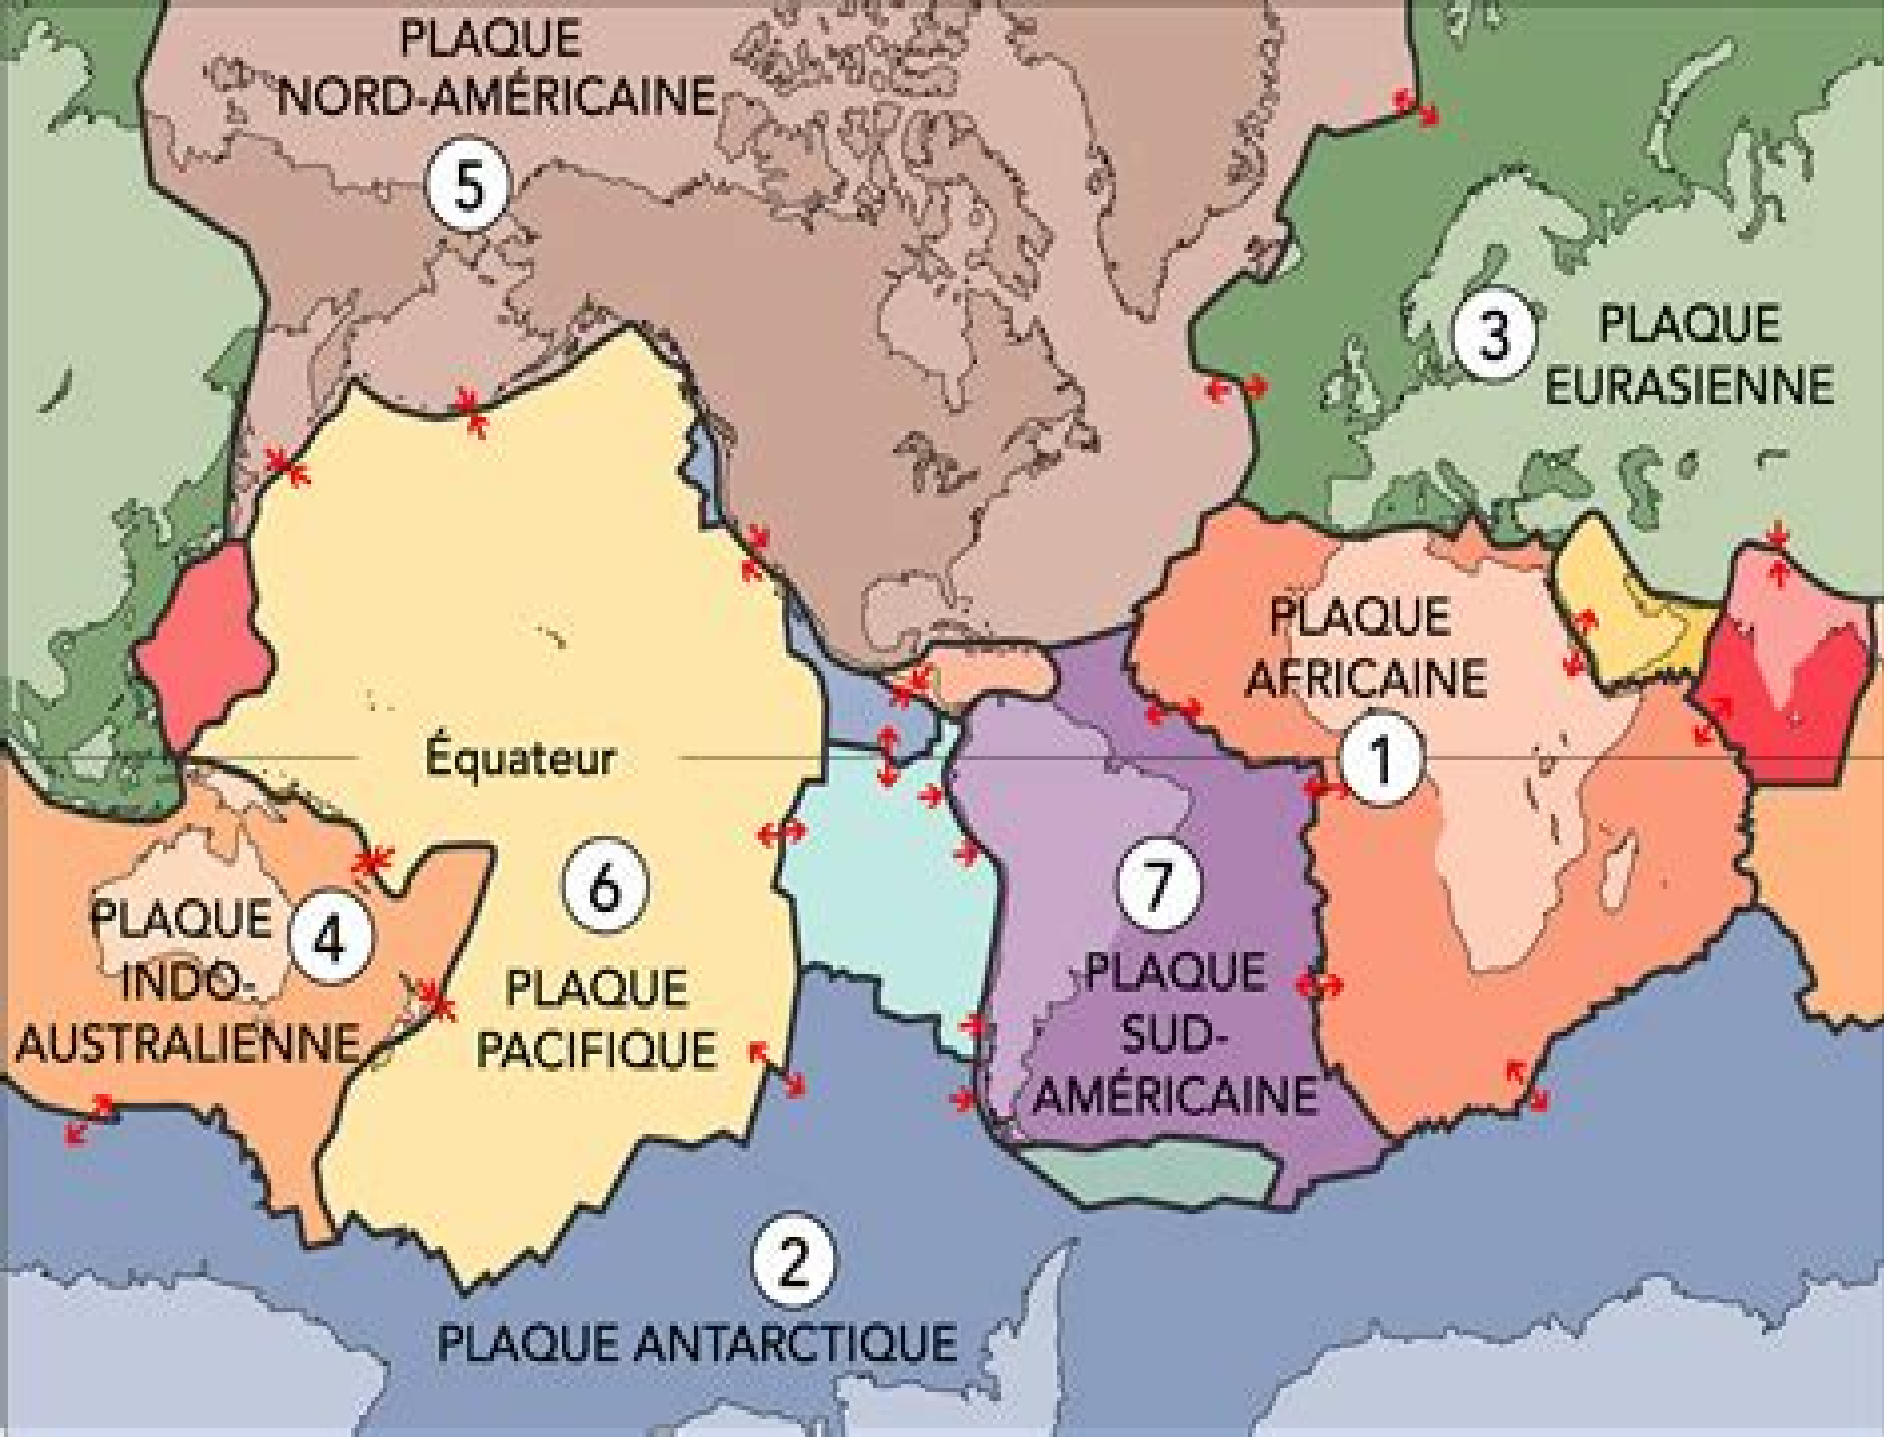 PLAQUE
NORD-AMÉRICAINE
5
3
PLAQUE
EURASIENNE
PLAQUE
AFRICAINE
1
Équateur
6
PLAQUE
PACIFIQUE
7
PLAQUE
SUD-
AMÉRICAINE
PLAQUE
4
INDO-
AUSTRALIENNE
2
PLAQUE ANTARCTIQUE